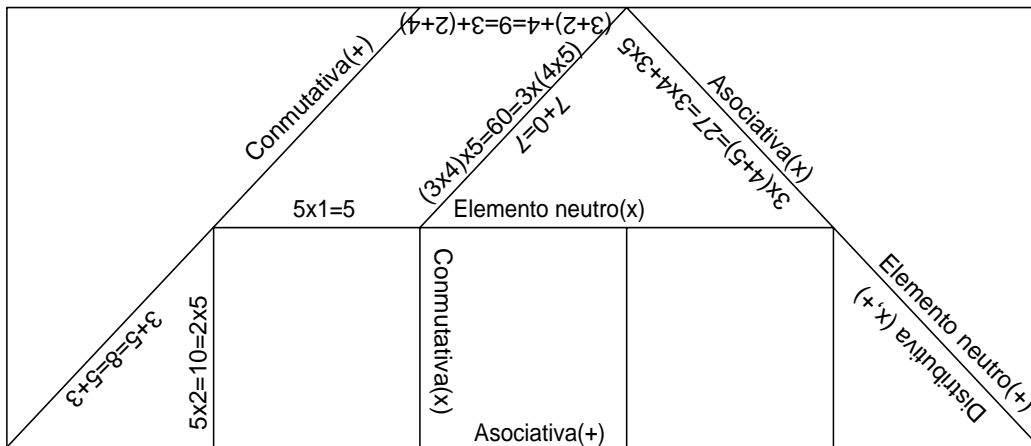 (3+2)+4=9=3+(2+4)
Conmutativa(+)
(3x4)x5=60=3x(4x5)
7+0=7
3x(4+5)=27=3x4+3x5
Asociativa(x)
5x1=5
Elemento neutro(x)
3+5=8=5+3
5x2=10=2x5
Conmutativa(x)
Asociativa(+)
Distributiva (x,+)
Elemento neutro(+)